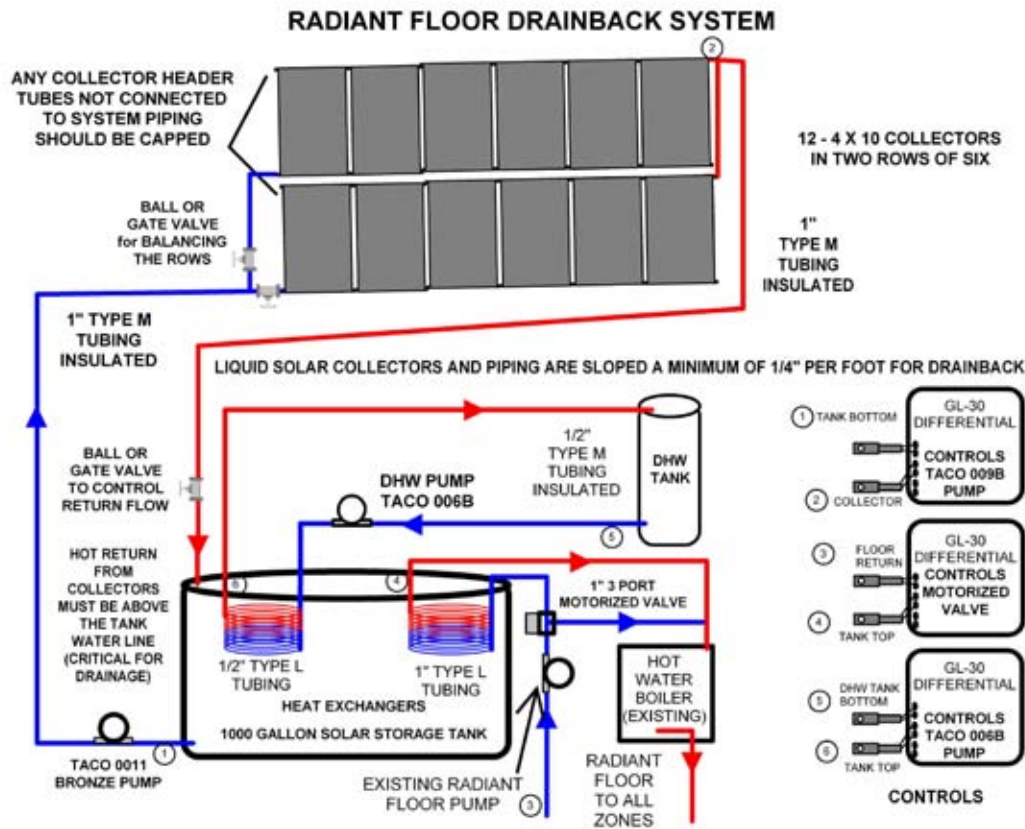 RADIANT FLOOR DRAINBACK SYSTEM
2
ANY COLLECTOR HEADER
TUBES NOT CONNECTED
TO SYSTEM PIPING
SHOULD BE CAPPED
12 - 4 X 10 COLLECTORS
IN TWO ROWS OF SIX
BALL OR
GATE VALVE
for BALANCING
THE ROWS
1"
TYPE M
TUBING
INSULATED
1" TYPE M
TUBING
INSULATED
LIQUID SOLAR COLLECTORS AND PIPING ARE SLOPED A MINIMUM OF 1/4" PER FOOT FOR DRAINBACK
BALL OR
GATE VALVE
TO CONTROL
RETURN FLOW
DHW PUMP
TACO 006B
1/2"
TYPE M
TUBING
INSULATED
DHW
TANK
5
HOT RETURN
FROM
COLLECTORS
MUST BE ABOVE
THE TANK
WATER LINE
(CRITICAL FOR
DRAINAGE)
6
4
1" 3 PORT
MOTORIZED VALVE
1/2" TYPE L
TUBING
1" TYPE L
TUBING
HEAT EXCHANGERS
1000 GALLON SOLAR STORAGE TANK
HOT
WATER
BOILER
(EXISTING)
1
TACO 0011
BRONZE PUMP
EXISTING RADIANT
FLOOR PUMP
3
RADIANT
FLOOR
TO ALL
ZONES
1 TANK BOTTOM
2 COLLECTOR
GL-30
DIFFERENTIAL
CONTROLS
TACO 009B
PUMP
3 FLOOR
RETURN
4
TANK TOP
GL-30
DIFFERENTIAL
CONTROLS
MOTORIZED
VALVE
5 DHW TANK
BOTTOM
6
TANK TOP
GL-30
DIFFERENTIAL
CONTROLS
TACO 006B
PUMP
CONTROLS